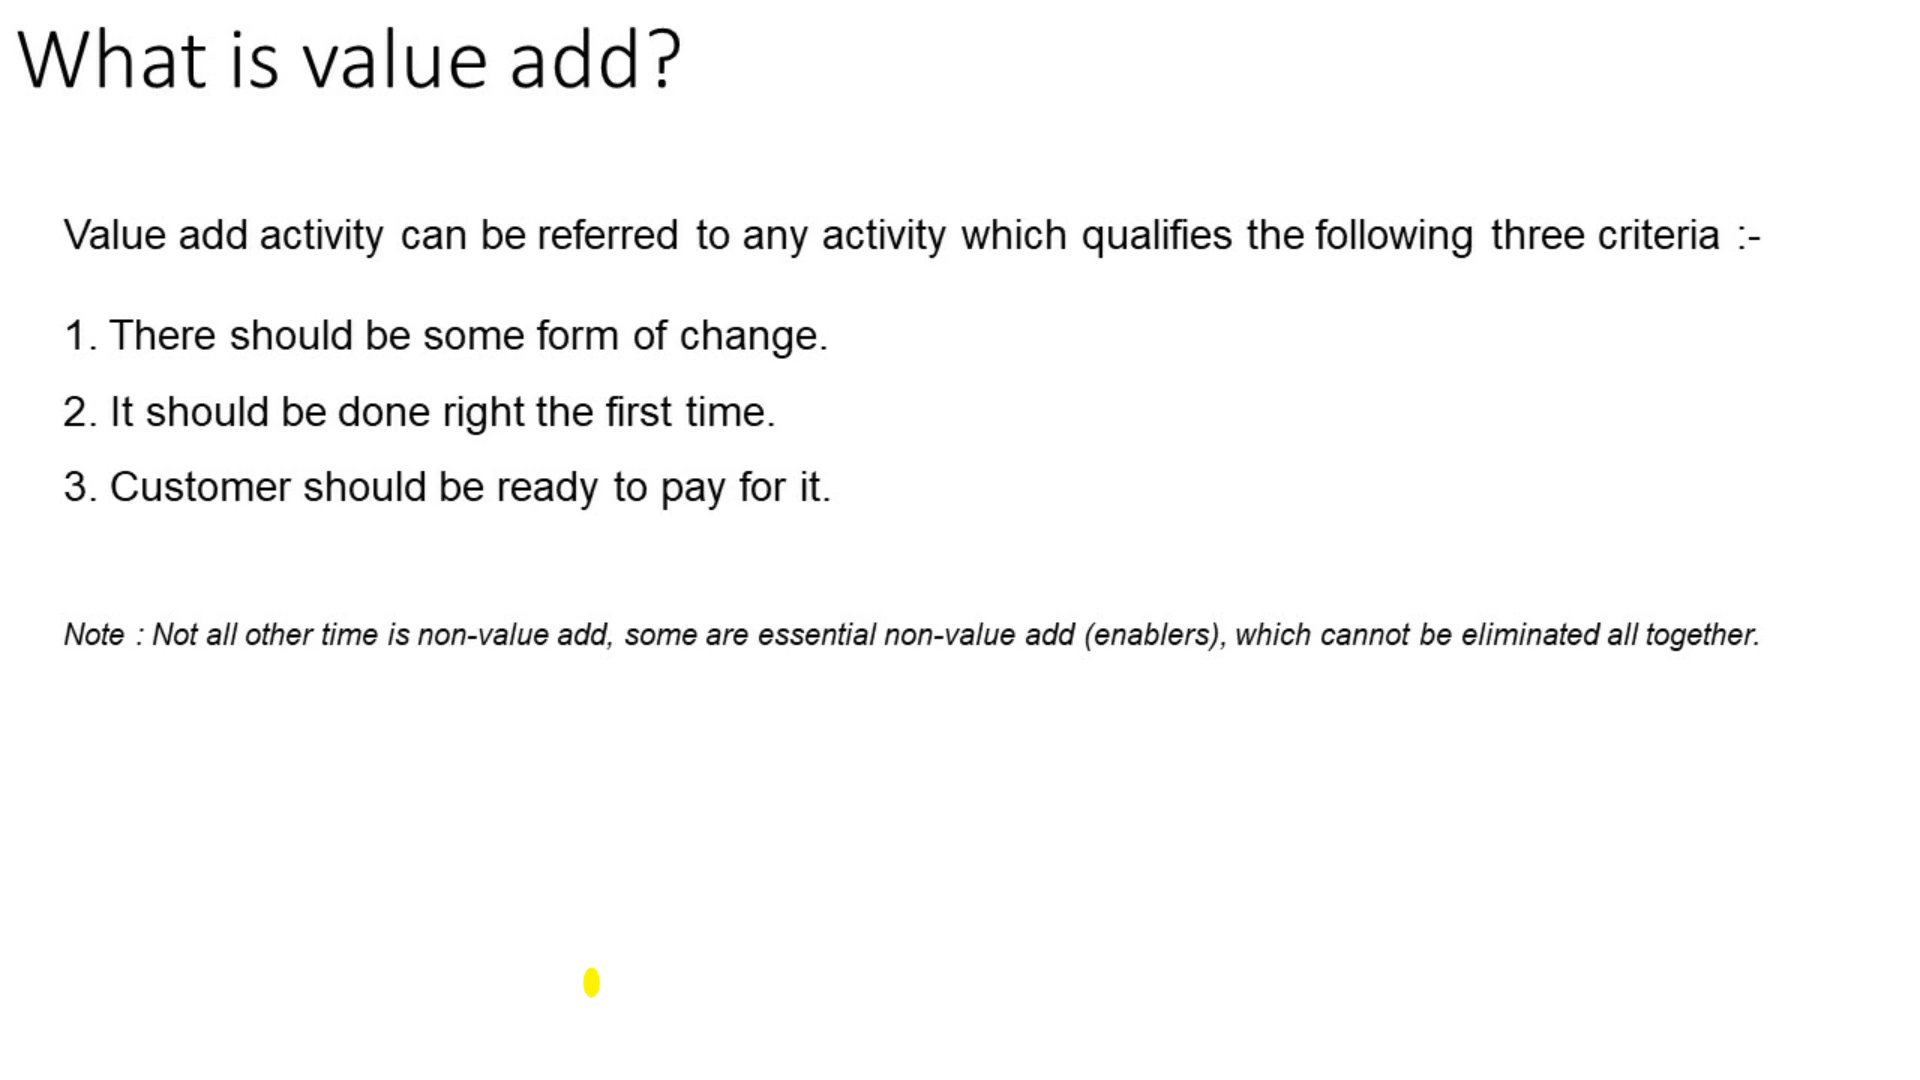 What is value add?
Value add activity can be referred to any activity which qualifies the following three criteria :-
1. There should be some form of change.
2. It should be done right the first time.
3. Customer should be ready to pay for it.
Note : Not all other time is non-value add, some are essential non-value add (enablers), which cannot be eliminated all together.